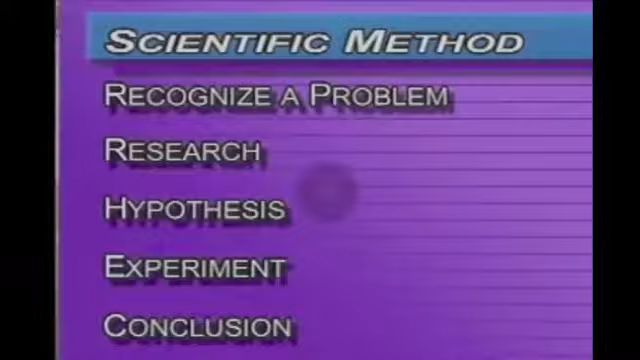 SCIENTIFIC METHOD
RECOGNIZE A PROBLEM
RESEARCH
HYPOTHESIS
EXPERIMENT
CONCLUSION